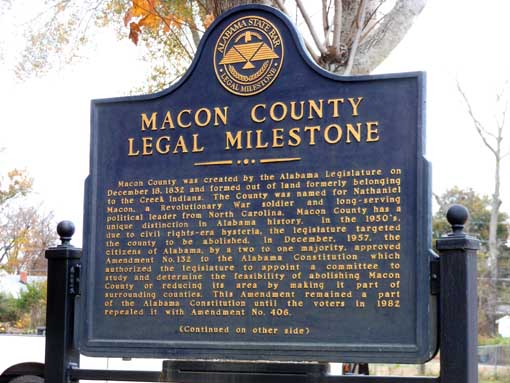 ALABAMA STATE BAR
LEGAL MILESTONE
MACON COUNTY
LEGAL MILESTONE
Macon County was created by the Alabama Legislature on
December 18, 1832 and formed out of land formerly belonging
to the Creek Indians. The County was named for Nathaniel
Macon, a Revolutionary War soldier and long-serving
political leader from North Carolina. Macon County has a
unique distinction in Alabama history. In the 1950's,
due to civil rights-era hysteria, the legislature targeted
the county to be abolished. In December, 1957, the
citizens of Alabama, by a two to one majority, approved
Amendment No. 132 to the Alabama Constitution which
authorized the legislature to appoint a committee to
study and determine the feasibility of abolishing Macon
County or reducing its area by making it part of
surrounding counties. This Amendment remained a part
of the Alabama Constitution until the voters in 1982
repealed it with Amendment No. 406.
(Continued on other side)